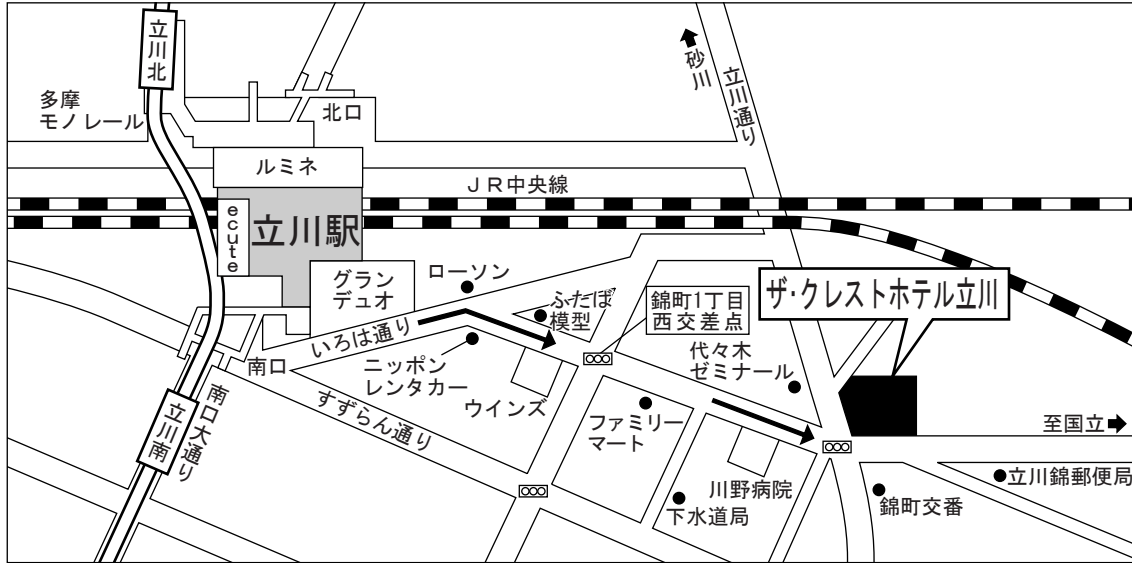 立川北
多摩
モノレール
北口
砂川
立川通り
ルミネ
JR中央線
ecute
立川駅
グラン
デュオ
ローソン
ふたば
模型
錦町1丁目
西交差点
ザ・クレストホテル立川
いろは通り
南口
ニッポン
レンタカー
代々木
ゼミナール
ウインズ
すずらん通り
南口大通り
立川南
ファミリー
マート
至国立
川野病院
下水道局
錦町交番
立川錦郵便局